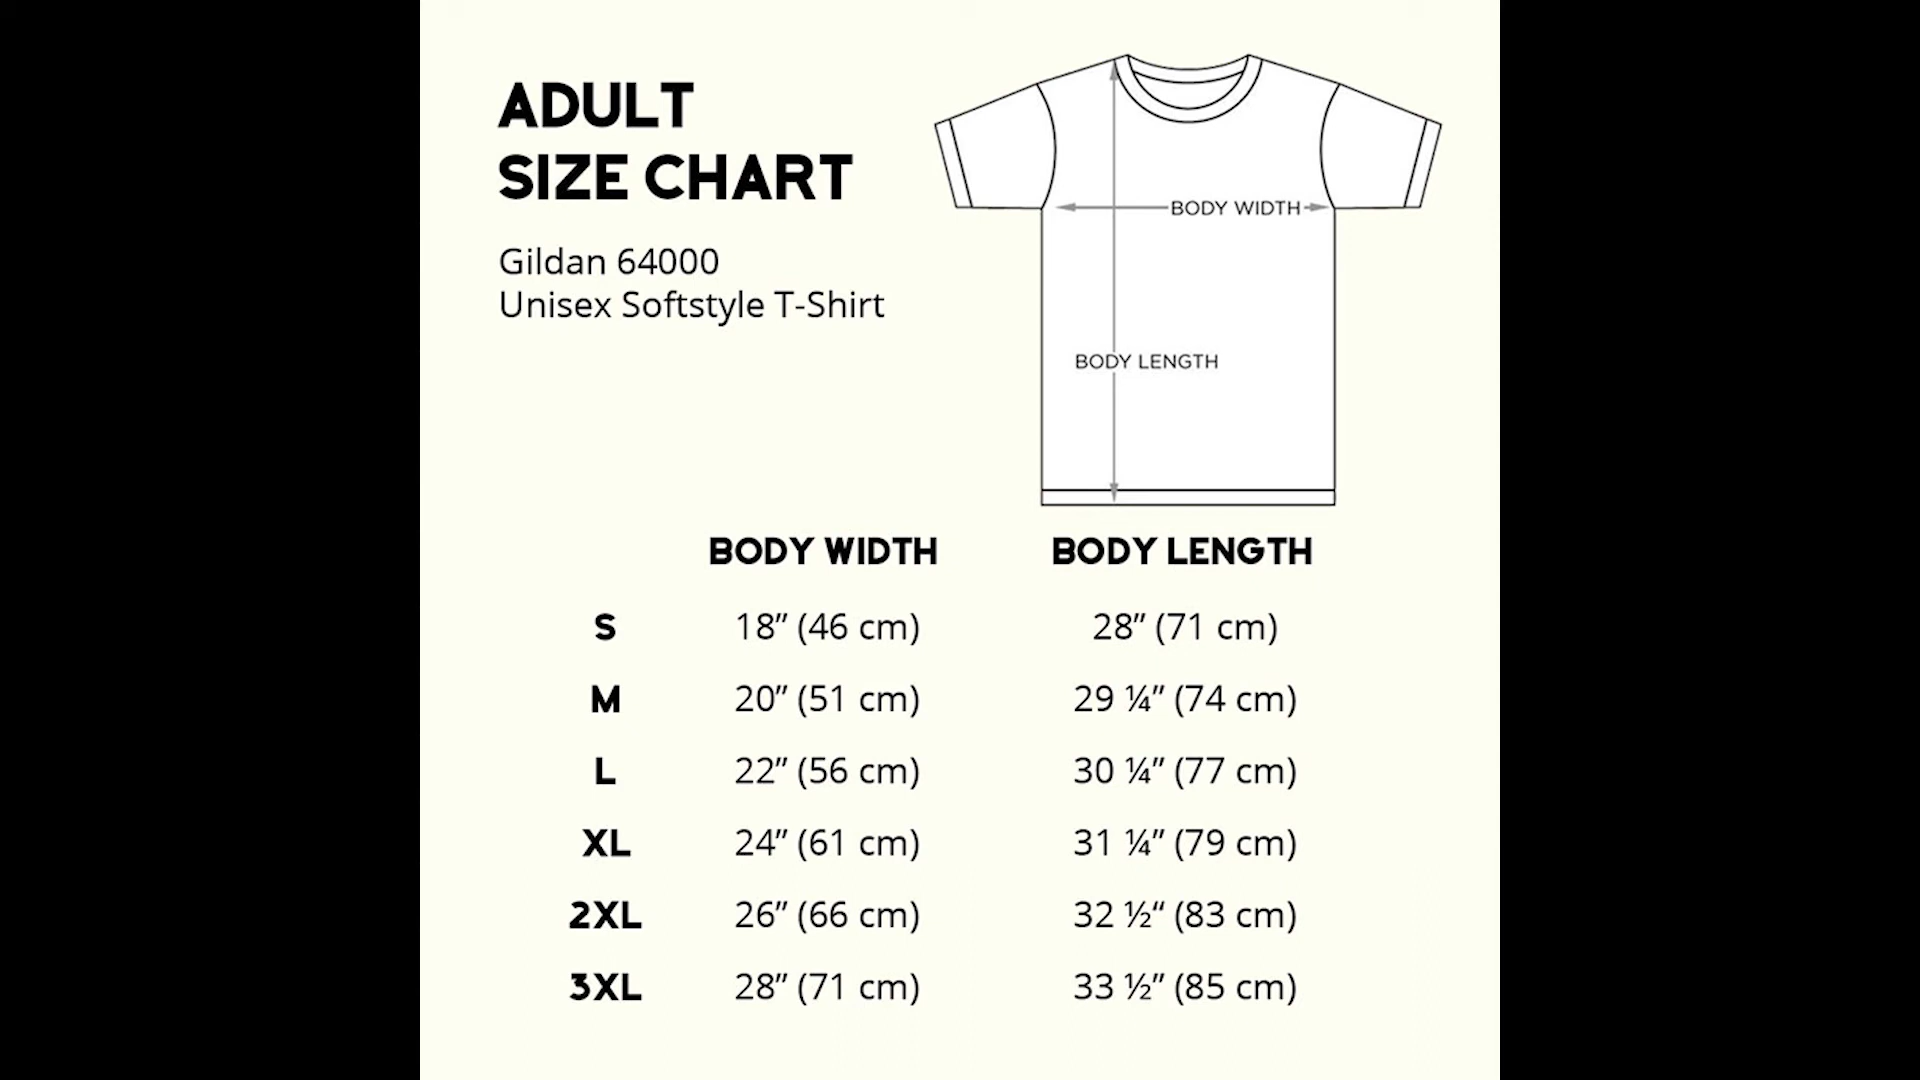 ADULT
SIZE CHART
Gildan 64000
Unisex Softstyle T-Shirt
BODY WIDTH
BODY LENGTH
BODY WIDTH BODY LENGTH
S 18” (46 cm) 28” (71 cm)
M 20” (51 cm) 29 ¼” (74 cm)
L 22” (56 cm) 30 ¼” (77 cm)
XL 24” (61 cm) 31 ¼” (79 cm)
2XL 26” (66 cm) 32 ½“ (83 cm)
3XL 28” (71 cm) 33 ½” (85 cm)